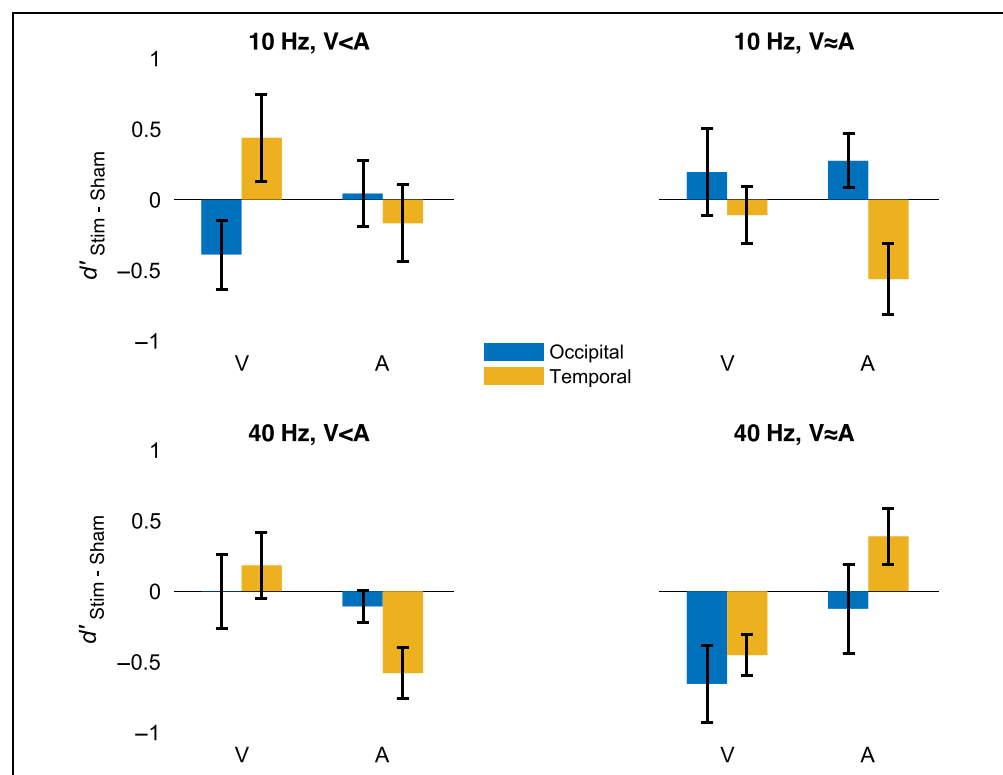 10 Hz, V<A
10 Hz, V≈A
1
0.5
0
–0.5
–1
d′ Stim - Sham
V
A
V
A
Occipital
Temporal
40 Hz, V<A
40 Hz, V≈A
1
0.5
0
–0.5
–1
d′ Stim - Sham
V
A
V
A